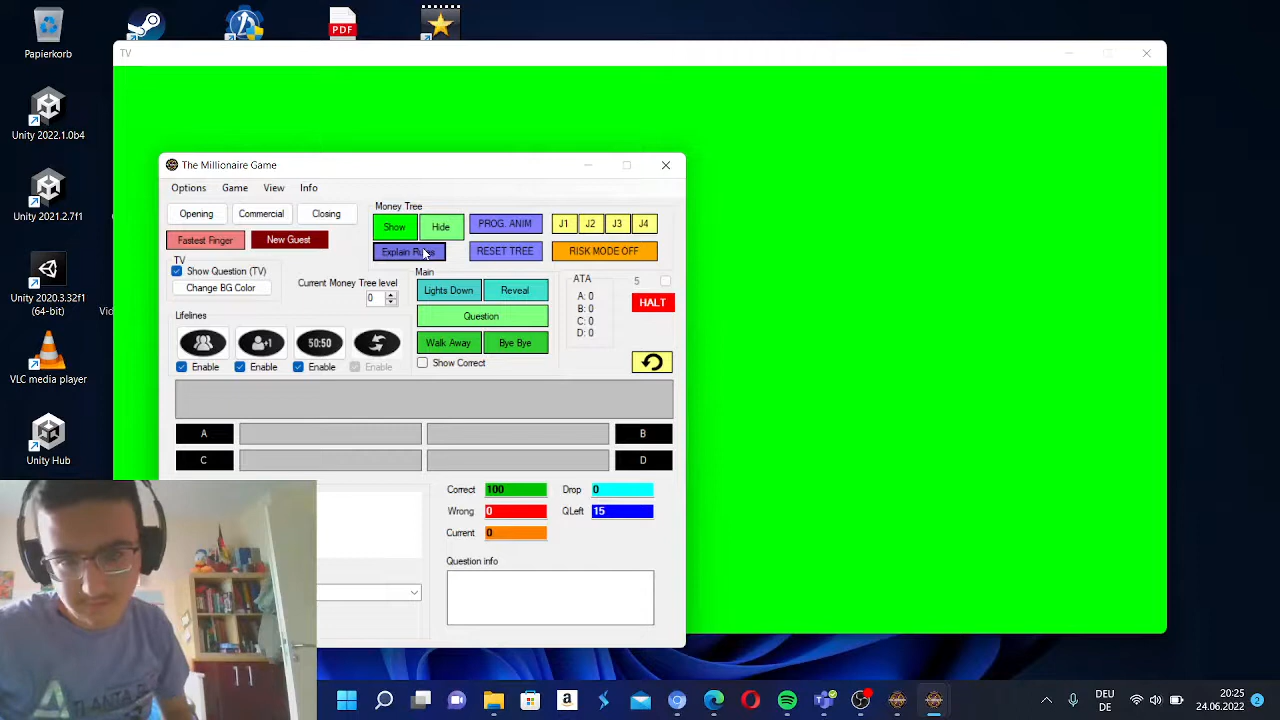 Papierkorb
PDF
TV
Unity 2022.1.0b4
Unity 2021.2.7f1
Unity 2020.3.32f1
(64-bit)
VLC media player
Unity Hub
The Millionaire Game
Options Game View Info
Opening Commercial Closing
Fastest Finger New Guest
TV
Show Question (TV)
Change BG Color
Current Money Tree level
0
Money Tree
Show Hide PROG. ANIM J1 J2 J3 J4
Explain RESET TREE RISK MODE OFF
Main
Lights Down Reveal
Question
Walk Away Bye Bye
Show Correct
ATA
A: 0
B: 0
C: 0
D: 0
5
HALT
Lifelines
+1 50:50
Enable Enable Enable Enable
A B
C D
Correct 100 Drop 0
Wrong 0 QLeft 15
Current 0
Question info
DEU
DE
20:25
24.06.2022
2